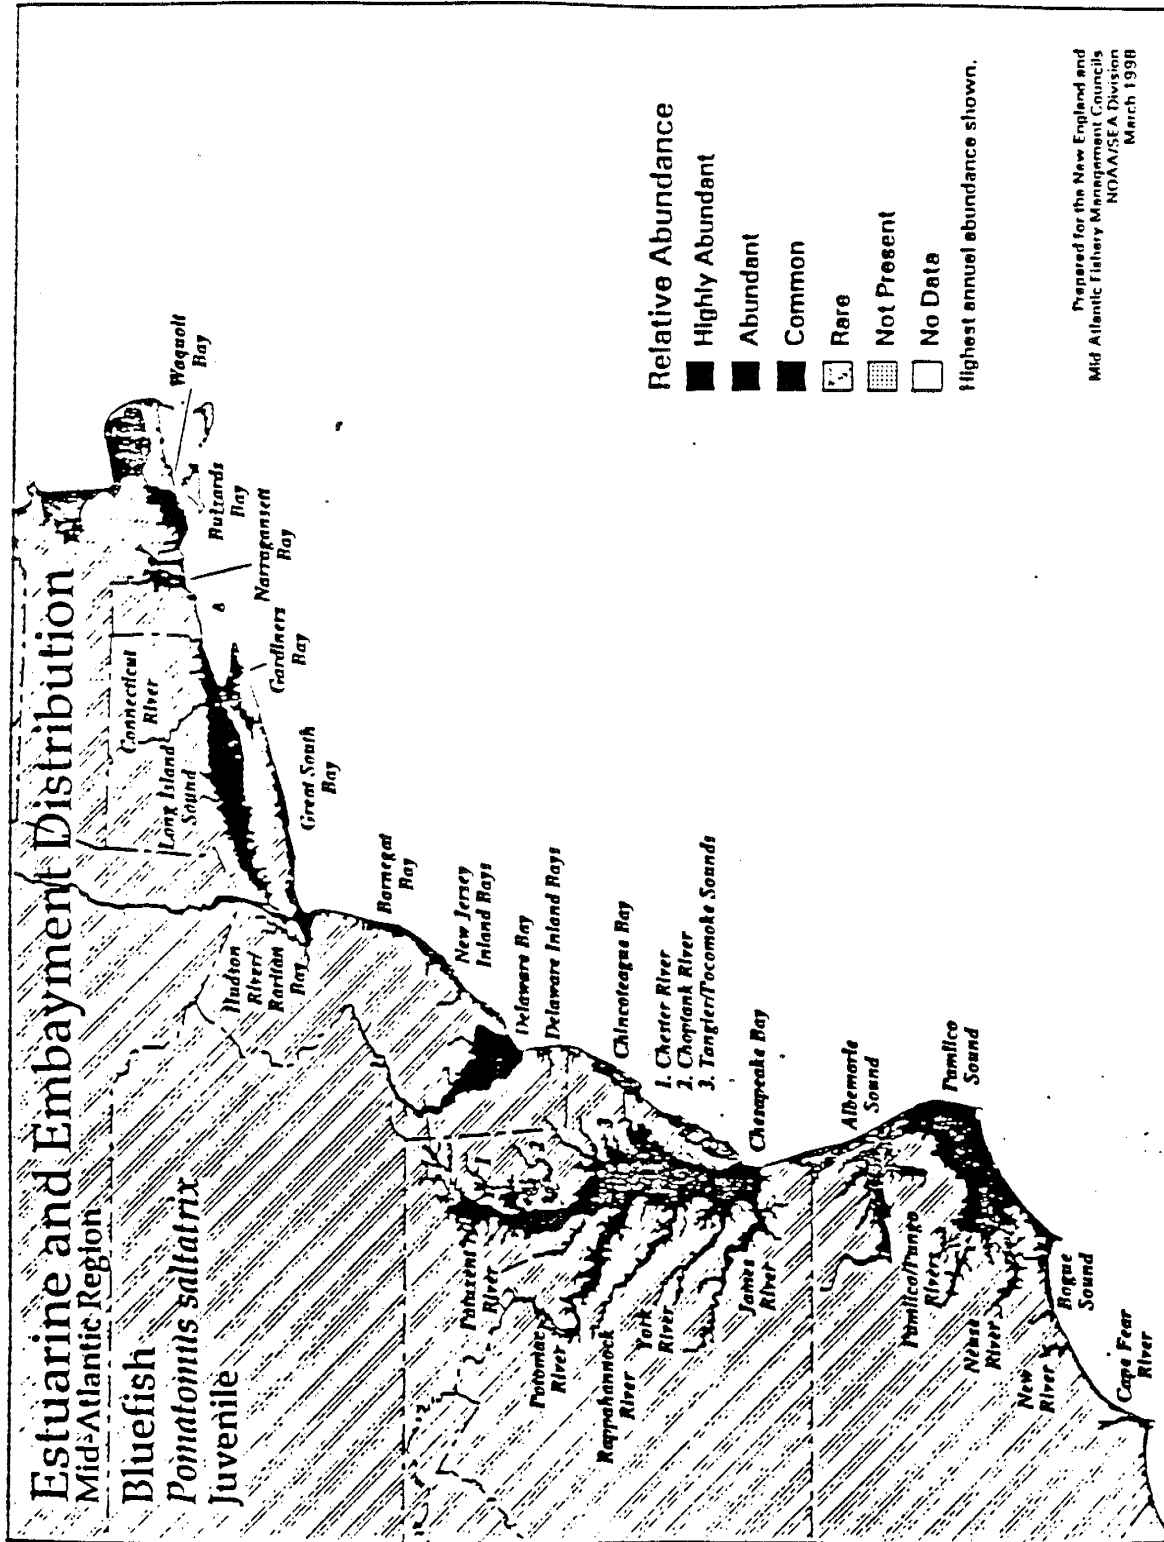 Estuarine and Embayment Distribution
Mid-Atlantic Region
Bluefish
Pomatomus saltatrix
Juvenile
Connecticut
River
Long Island
Sound
Hudson
River/
Raritan
Bay
Waquoit
Bay
Buzzards
Bay
Narragansett
Bay
Gardiners
Bay
Great South
Bay
Barnegat
Bay
New Jersey
Inland Bays
Delaware Bay
Delaware Inland Bays
Chincoteague Bay
1. Chester River
2. Choptank River
3. Tangier/Pocomoke Sounds
Chesapeake Bay
1
2
3
Patuxent
River
Potomac
River
Rappahannock
River
York
River
James
River
Albemarle
Sound
Pamlico
Sound
Pamlico/Pungo
Rivers
Neuse
River
New
River
Bogue
Sound
Cape Fear
River
Relative Abundance
Highly Abundant
Abundant
Common
Rare
Not Present
No Data
Highest annual abundance shown.
Prepared for the New England and
Mid Atlantic Fishery Management Councils
NOAA/SEA Division
March 1998